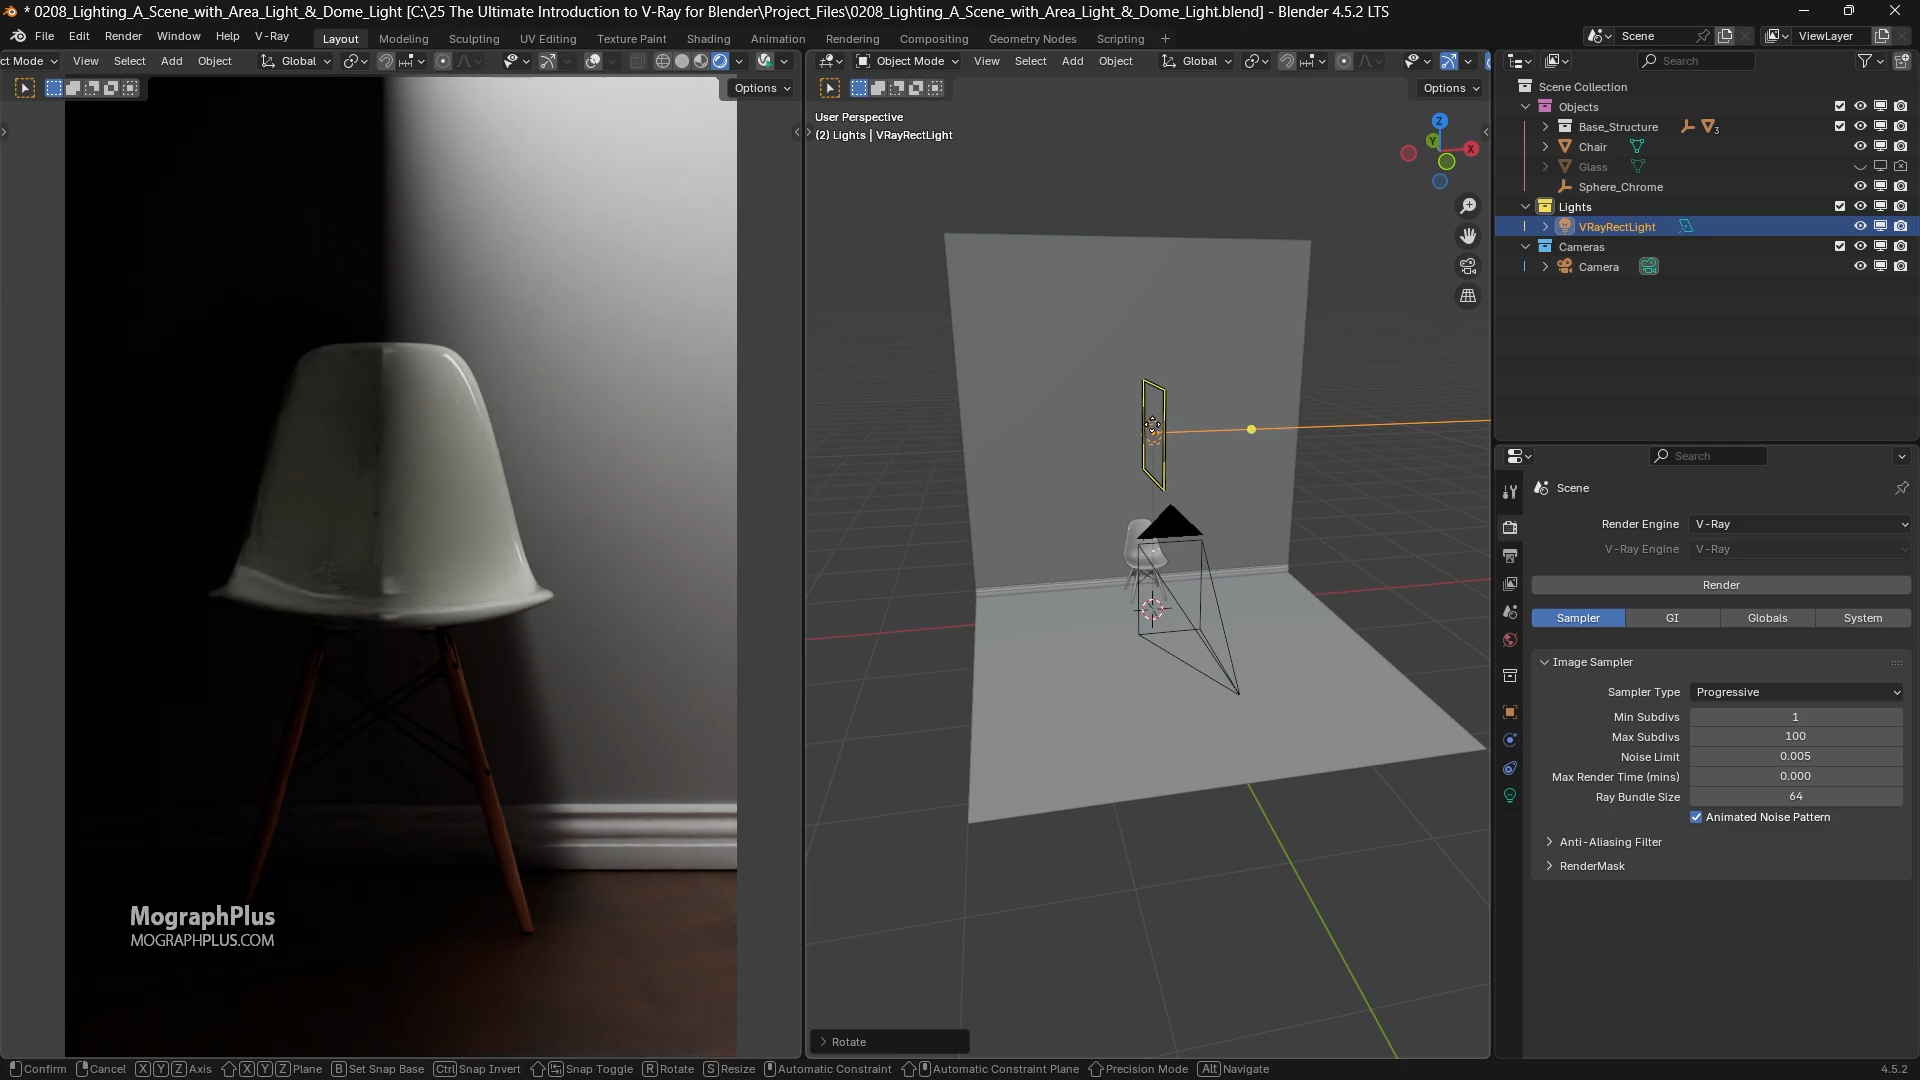 * 0208_Lighting_A_Scene_with_Area_Light_&_Dome_Light [C:\25 The Ultimate Introduction to V-Ray for Blender\Project_Files\0208_Lighting_A_Scene_with_Area_Light_&_Dome_Light.blend] - Blender 4.5.2 LTS
File Edit Render Window Help V-Ray
Layout Modeling Sculpting UV Editing Texture Paint Shading Animation Rendering Compositing Geometry Nodes Scripting +
Scene
ViewLayer
ct Mode View Select Add Object Global
Options
Object Mode View Select Add Object Global
Options
User Perspective
(2) Lights | VRayRectLight
Z
Y
X
Search
Scene Collection
Objects
Base_Structure
3
Chair
Glass
Sphere_Chrome
Lights
VRayRectLight
Cameras
Camera
Search
Scene
Render Engine V-Ray
V-Ray Engine V-Ray
Render
Sampler GI Globals System
Image Sampler
Sampler Type Progressive
Min Subdivs 1
Max Subdivs 100
Noise Limit 0.005
Max Render Time (mins) 0.000
Ray Bundle Size 64
Animated Noise Pattern
Anti-Aliasing Filter
RenderMask
MographPlus
MOGRAPHPLUS.COM
Rotate
Confirm Cancel X Y Z Axis X Y Z Plane B Set Snap Base Ctrl Snap Invert Snap Toggle R Rotate S Resize Automatic Constraint Automatic Constraint Plane Precision Mode Alt Navigate
4.5.2